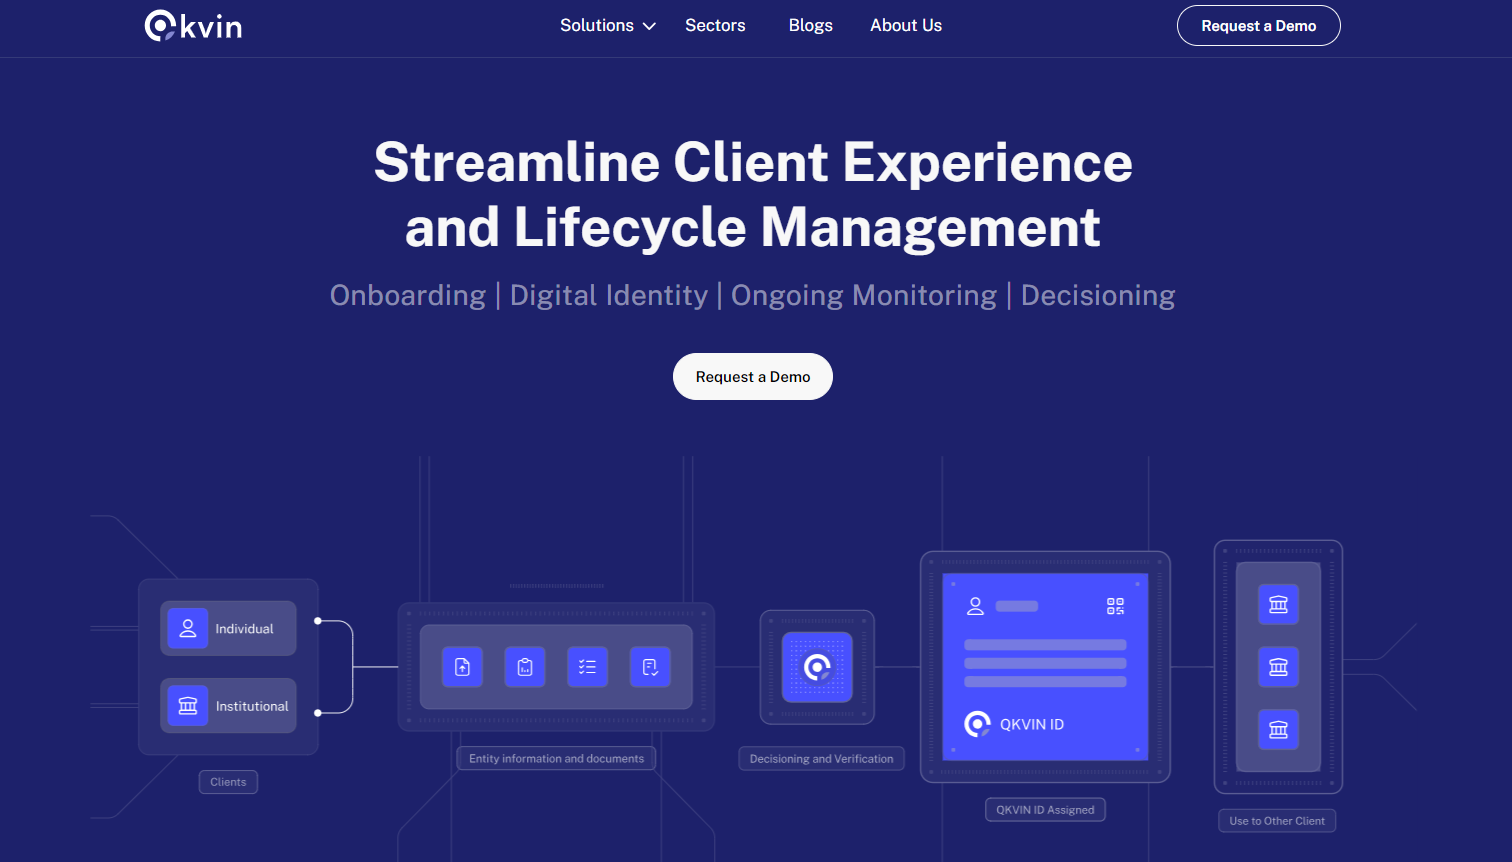 Qkvin
Solutions
Sectors
Blogs
About Us
Request a Demo
Streamline Client Experience
and Lifecycle Management
Onboarding | Digital Identity | Ongoing Monitoring | Decisioning
Request a Demo
Individual
Institutional
Clients
Entity information and documents
Decisioning and Verification
QKVIN ID
QKVIN ID Assigned
Use to Other Client